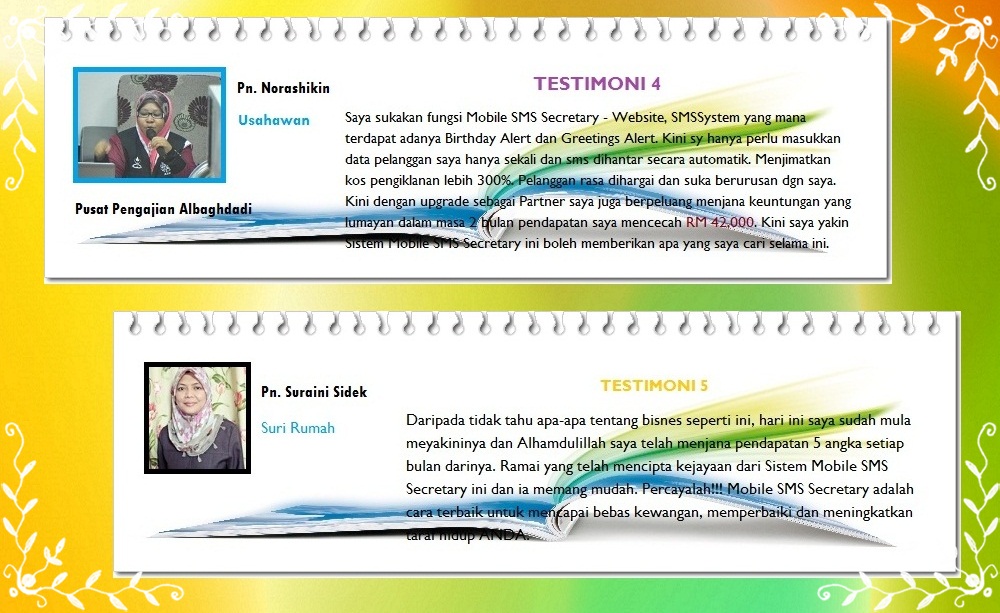 TESTIMONI 4
Pn. Norashikin
Usahawan
Pusat Pengajian Albaghdadi
Saya sukakan fungsi Mobile SMS Secretary - Website, SMSSystem yang mana
terdapat adanya Birthday Alert dan Greetings Alert. Kini sy hanya perlu masukkan
data pelanggan saya hanya sekali dan sms dihantar secara automatik. Menjimatkan
kos pengiklanan lebih 300%. Pelanggan rasa dihargai dan suka berurusan dgn saya.
Kini dengan upgrade sebagai Partner saya juga berpeluang menjana keuntungan yang
lumayan dalam masa 2 bulan pendapatan saya mencecah RM 42,000. Kini saya yakin
Sistem Mobile SMS Secretary ini boleh memberikan apa yang saya cari selama ini.
TESTIMONI 5
Pn. Suraini Sidek
Suri Rumah
Daripada tidak tahu apa-apa tentang bisnes seperti ini, hari ini saya sudah mula
meyakininya dan Alhamdulillah saya telah menjana pendapatan 5 angka setiap
bulan darinya. Ramai yang telah mencipta kejayaan dari Sistem Mobile SMS
Secretary ini dan ia memang mudah. Percayalah!!! Mobile SMS Secretary adalah
cara terbaik untuk mencapai bebas kewangan, memperbaiki dan meningkatkan
taraf hidup ANDA.